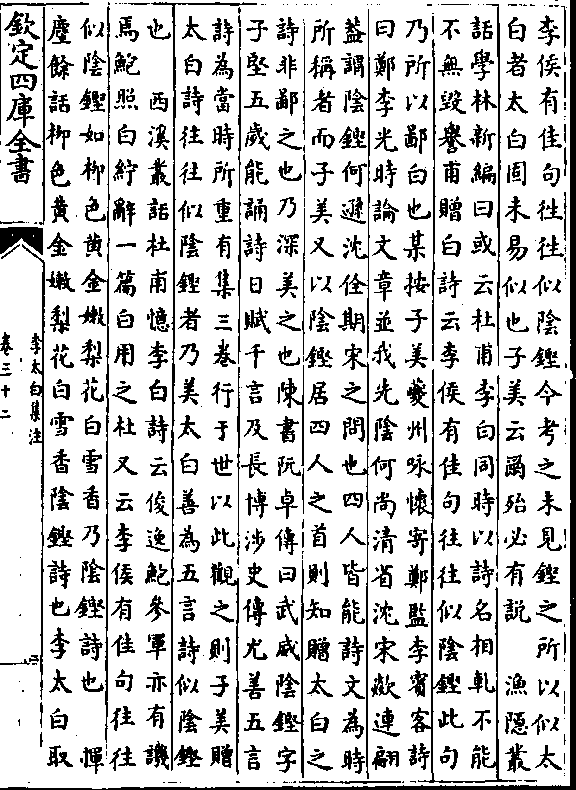 李侯有佳句徃徃似陰鏗今考之未見鏗之所以似太
白者太白固未易似也子美云爾殆必有説　漁隠叢
話學林新編曰或云杜甫李白同時以詩名相軋不能
不無毁譽甫贈白詩云李侯有佳句往往似陰鏗此句
乃所以鄙白也某按子美夔州咏懐寄鄭監李賓客詩
曰鄭李光時論文章並我先隂何尚清省沈宋歘連翩
蓋謂陰鏗何遜沈佺期宋之問也四人皆能詩文為時
所稱者而子美又以陰鏗居四人之首則知贈太白之
詩非鄙之也乃深美之也陳書阮卓傳曰武威陰鏗字
子堅五歲能誦詩日賦千言及長博涉史傳尤善五言
詩為當時所重有集三卷行于世以此觀之則子美贈
太白詩往往似陰鏗者乃美太白善為五言詩似陰鏗
也　西溪叢話杜甫憶李白詩云俊逸鮑參軍亦有譏
焉鮑照白紵辭一篇白用之杜又云李侯有佳句往往
似陰鏗如柳色黄金嫩梨花白雪香乃陰鏗詩也　揮
麈餘話柳色黄金嫩梨花白雪香陰鏗詩也李太白取
欽定四庫全書
李太白集注
卷三十二